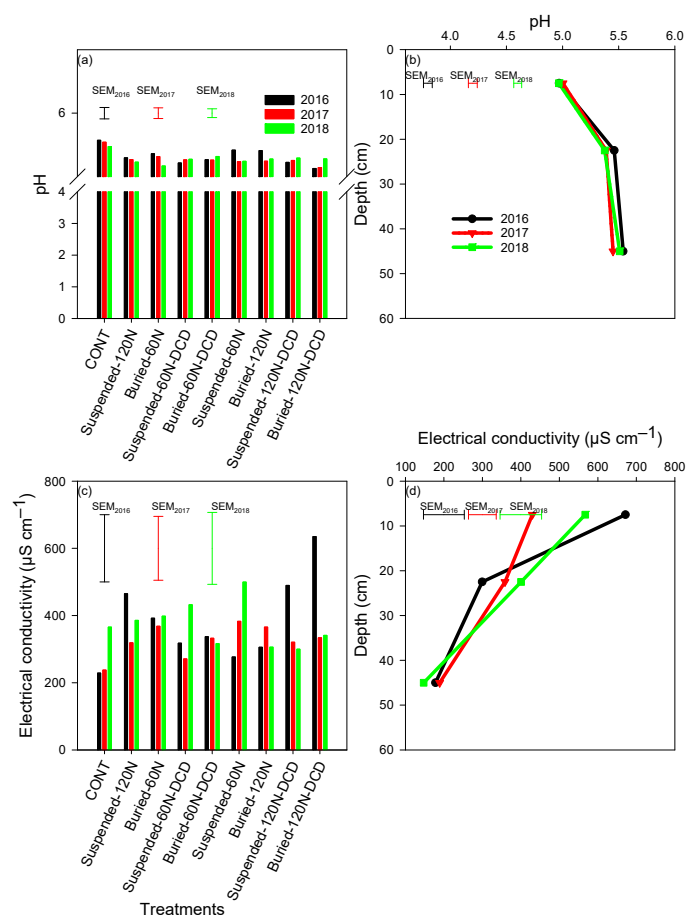 pH
4.0 4.5 5.0 5.5 6.0
(a)
SEM2016 SEM2017 SEM2018
2016
2017
2018
6
4
3
2
1
0
pH
CONT
Suspended-120N
Buried-60N
Suspended-60N-DCD
Buried-60N-DCD
Suspended-60N
Buried-120N
Suspended-120N-DCD
Buried-120N-DCD
(b)
SEM2016 SEM2017 SEM2018
0
10
20
30
40
50
60
Depth (cm)
2016
2017
2018
Electrical conductivity (µS cm−1)
100 200 300 400 500 600 700 800
(c)
SEM2016 SEM2017 SEM2018
800
600
400
200
0
Electrical conductivity (µS cm−1)
CONT
Suspended-120N
Buried-60N
Suspended-60N-DCD
Buried-60N-DCD
Suspended-60N
Buried-120N
Suspended-120N-DCD
Buried-120N-DCD
Treatments
(d)
SEM2016 SEM2017 SEM2018
0
10
20
30
40
50
60
Depth (cm)